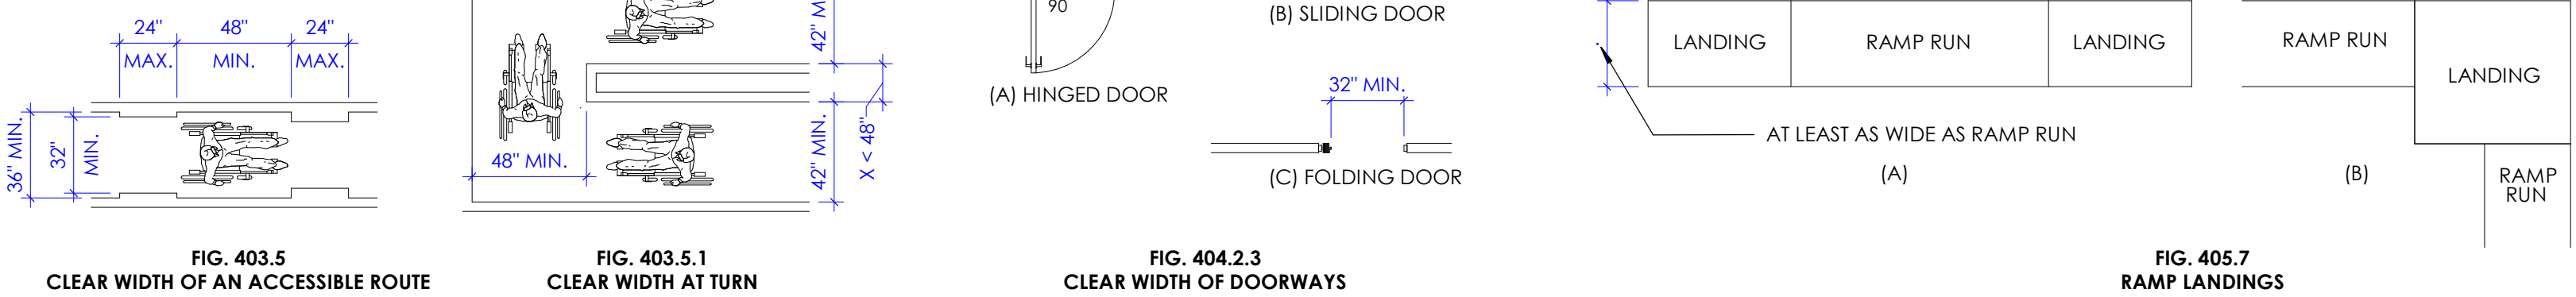 24" 48" 24"
MAX. MIN. MAX.
36" MIN.
32"
MIN.
FIG. 403.5
CLEAR WIDTH OF AN ACCESSIBLE ROUTE
48" MIN.
42" M
42" MIN.
X < 48"
FIG. 403.5.1
CLEAR WIDTH AT TURN
90
(A) HINGED DOOR
(B) SLIDING DOOR
32" MIN.
(C) FOLDING DOOR
FIG. 404.2.3
CLEAR WIDTH OF DOORWAYS
LANDING RAMP RUN LANDING
AT LEAST AS WIDE AS RAMP RUN
(A)
RAMP RUN
LANDING
(B)
RAMP
RUN
FIG. 405.7
RAMP LANDINGS